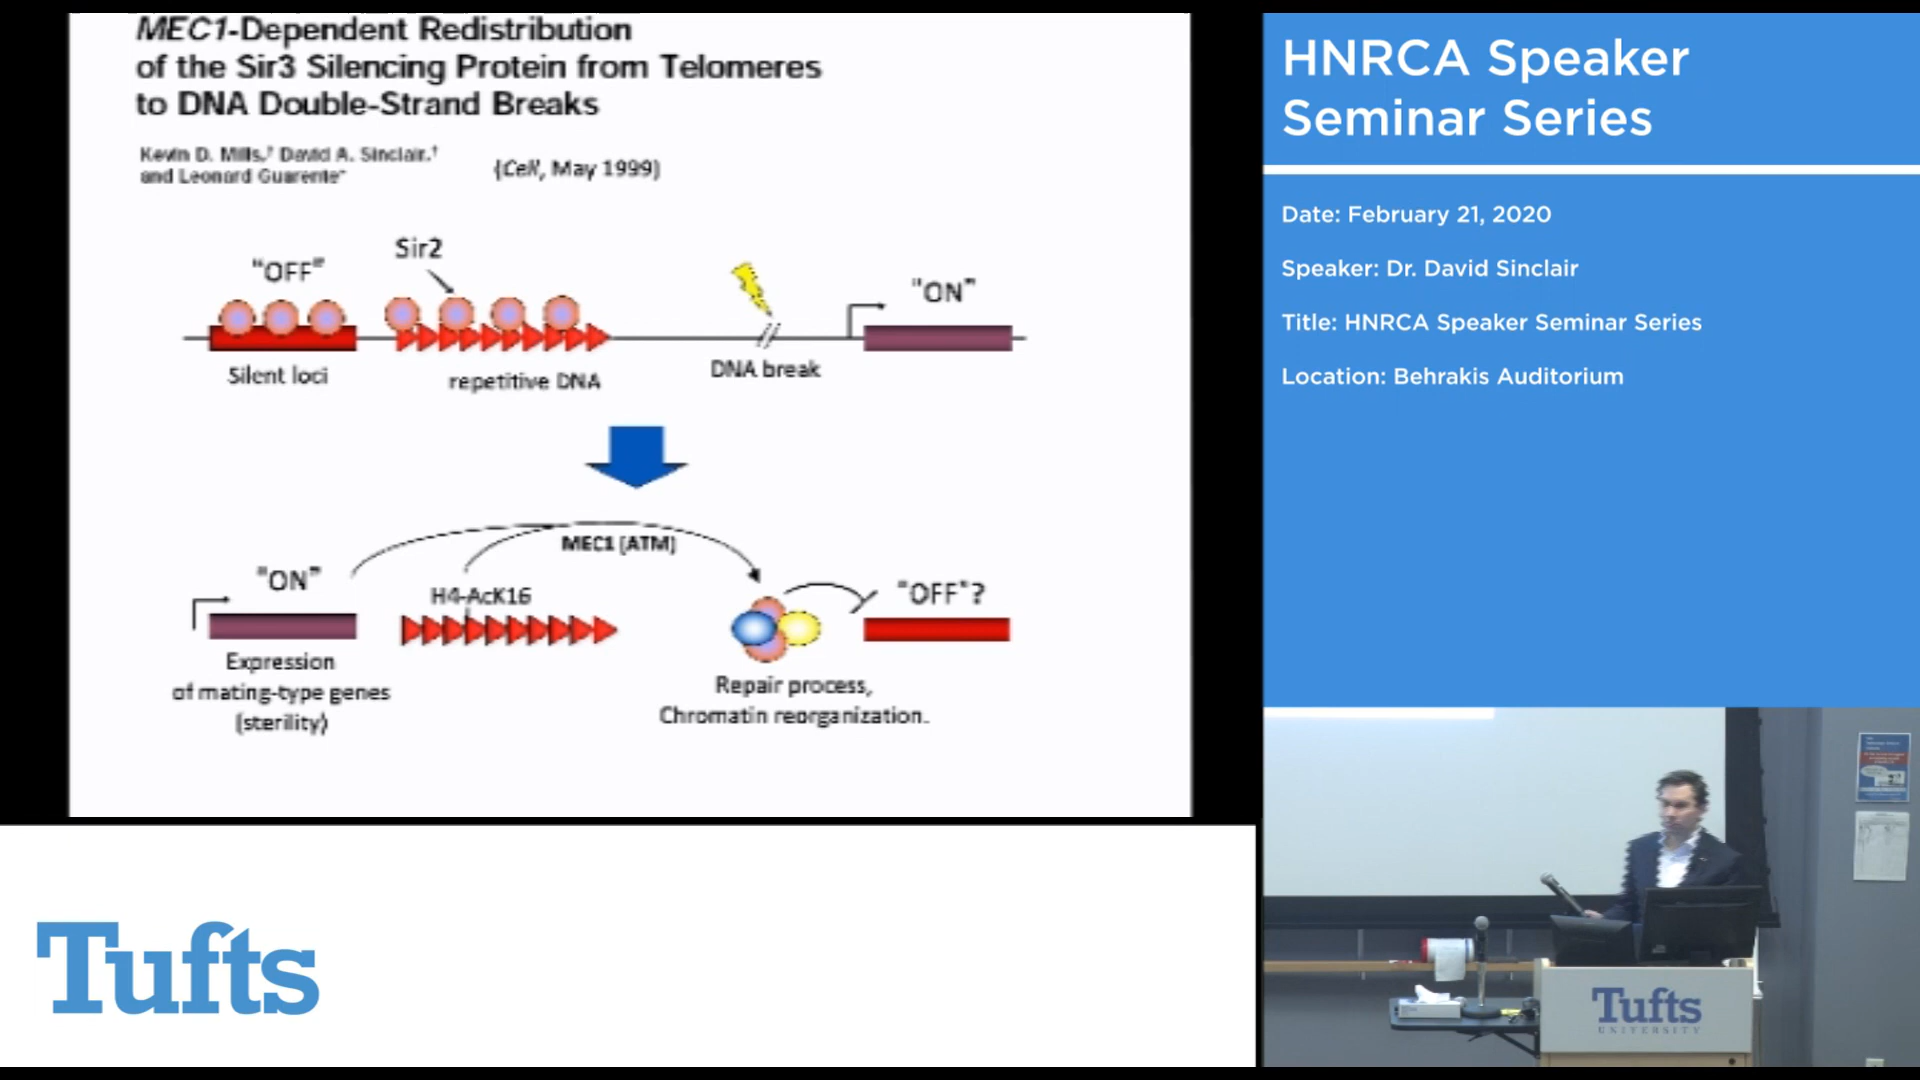 MEC1-Dependent Redistribution
of the Sir3 Silencing Protein from Telomeres
to DNA Double-Strand Breaks
Kevin D. Mills,† David A. Sinclair,†
and Leonard Guarente*
(Cell, May 1999)
Sir2
"OFF"
"ON"
Silent loci
repetitive DNA
DNA break
MEC1 (ATM)
"ON"
H4-AcK16
"OFF"?
Expression
of mating-type genes
(sterility)
Repair process,
Chromatin reorganization.
HNRCA Speaker
Seminar Series
Date: February 21, 2020
Speaker: Dr. David Sinclair
Title: HNRCA Speaker Seminar Series
Location: Behrakis Auditorium
Tufts
Tufts
UNIVERSITY